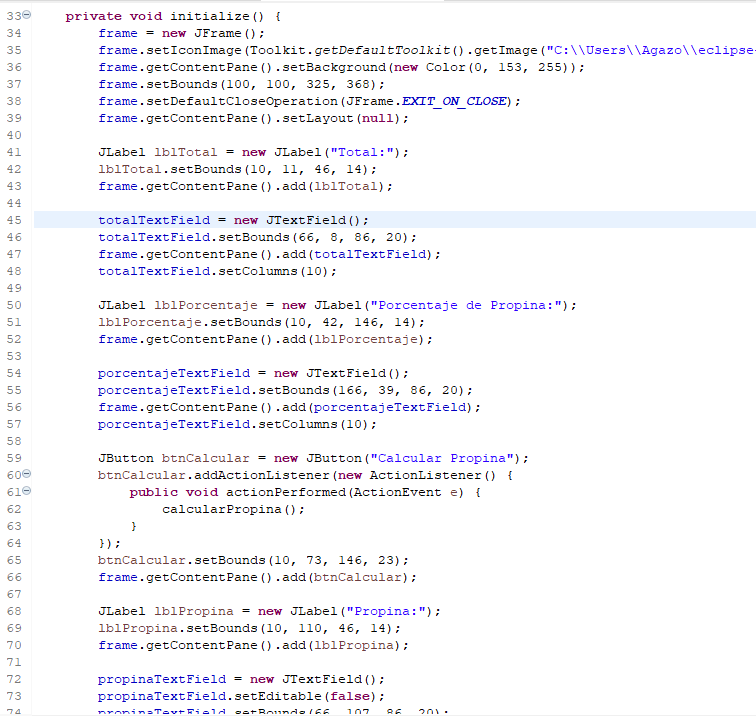 33 private void initialize() {
34 frame = new JFrame();
35 frame.setIconImage(Toolkit.getDefaultToolkit().getImage("C:\\Users\\Agazo\\eclipse-
36 frame.getContentPane().setBackground(new Color(0, 153, 255));
37 frame.setBounds(100, 100, 325, 368);
38 frame.setDefaultCloseOperation(JFrame.EXIT_ON_CLOSE);
39 frame.getContentPane().setLayout(null);
40
41 JLabel lblTotal = new JLabel("Total:");
42 lblTotal.setBounds(10, 11, 46, 14);
43 frame.getContentPane().add(lblTotal);
44
45 totalTextField = new JTextField();
46 totalTextField.setBounds(66, 8, 86, 20);
47 frame.getContentPane().add(totalTextField);
48 totalTextField.setColumns(10);
49
50 JLabel lblPorcentaje = new JLabel("Porcentaje de Propina:");
51 lblPorcentaje.setBounds(10, 42, 146, 14);
52 frame.getContentPane().add(lblPorcentaje);
53
54 porcentajeTextField = new JTextField();
55 porcentajeTextField.setBounds(166, 39, 86, 20);
56 frame.getContentPane().add(porcentajeTextField);
57 porcentajeTextField.setColumns(10);
58
59 JButton btnCalcular = new JButton("Calcular Propina");
60 btnCalcular.addActionListener(new ActionListener() {
61 public void actionPerformed(ActionEvent e) {
62 calcularPropina();
63 }
64 });
65 btnCalcular.setBounds(10, 73, 146, 23);
66 frame.getContentPane().add(btnCalcular);
67
68 JLabel lblPropina = new JLabel("Propina:");
69 lblPropina.setBounds(10, 110, 46, 14);
70 frame.getContentPane().add(lblPropina);
71
72 propinaTextField = new JTextField();
73 propinaTextField.setEditable(false);
74 propinaTextField.setBounds(66, 107, 86, 20);